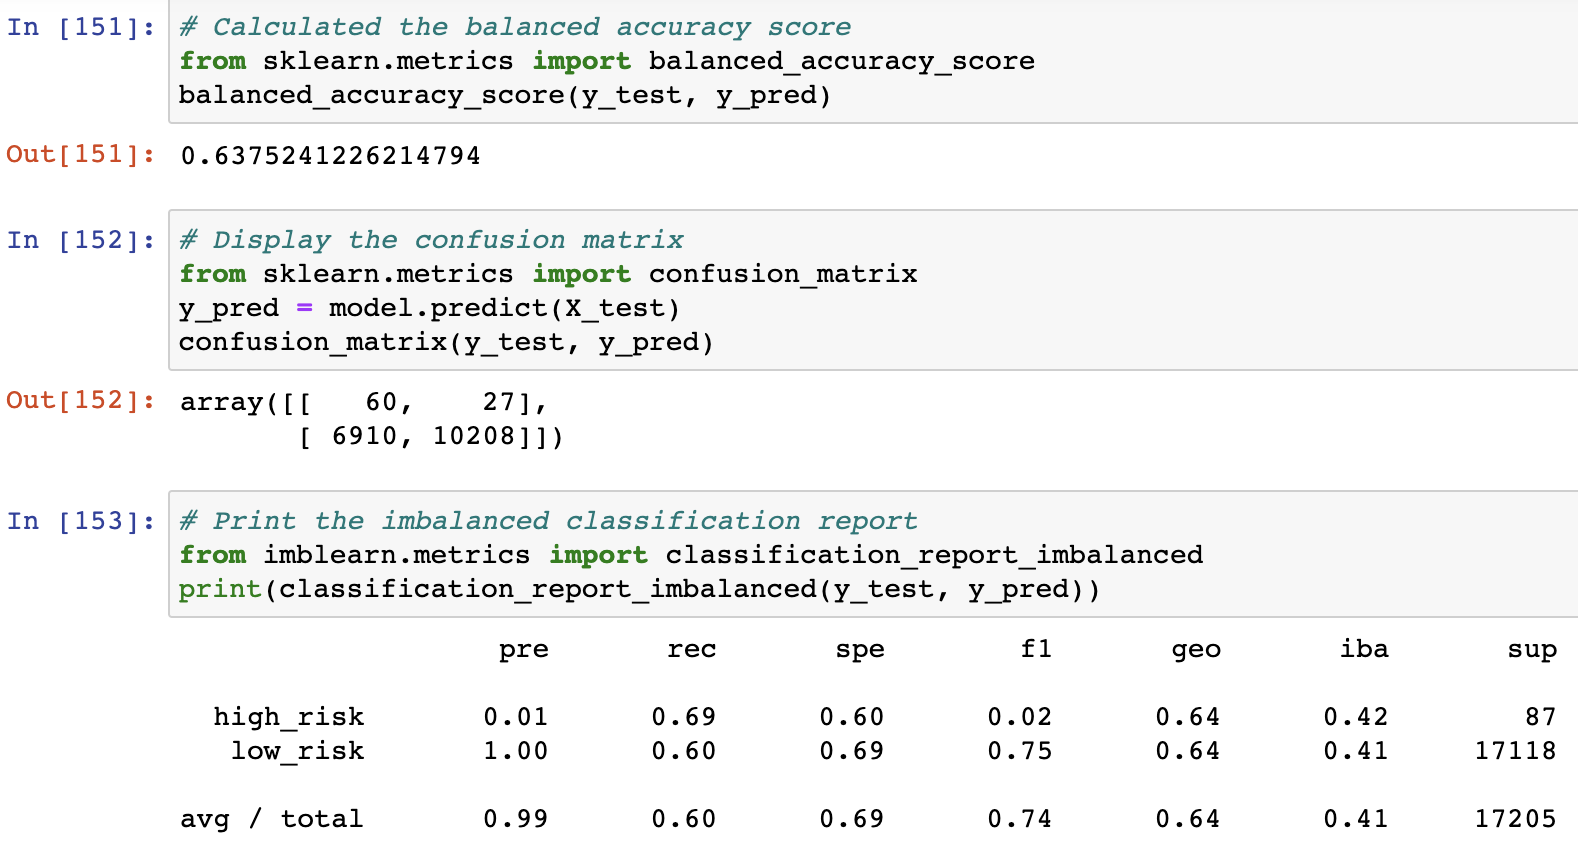 In [151]: # Calculated the balanced accuracy score
from sklearn.metrics import balanced_accuracy_score
balanced_accuracy_score(y_test, y_pred)
Out[151]: 0.6375241226214794
In [152]: # Display the confusion matrix
from sklearn.metrics import confusion_matrix
y_pred = model.predict(X_test)
confusion_matrix(y_test, y_pred)
Out[152]: array([[   60,    27],
       [ 6910, 10208]])
In [153]: # Print the imbalanced classification report
from imblearn.metrics import classification_report_imbalanced
print(classification_report_imbalanced(y_test, y_pred))
pre rec spe f1 geo iba sup
high_risk 0.01 0.69 0.60 0.02 0.64 0.42 87
low_risk 1.00 0.60 0.69 0.75 0.64 0.41 17118
avg / total 0.99 0.60 0.69 0.74 0.64 0.41 17205